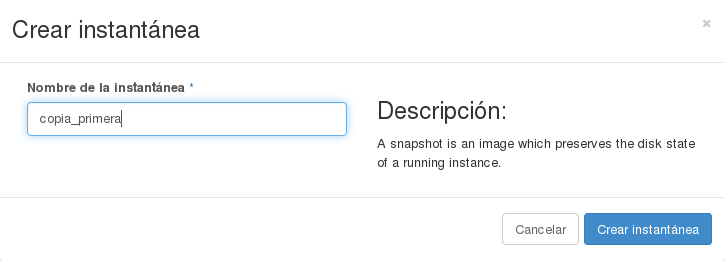 Crear instantánea
×
Nombre de la instantánea *
copia_primera
Descripción:
A snapshot is an image which preserves the disk state
of a running instance.
Cancelar
Crear instantánea